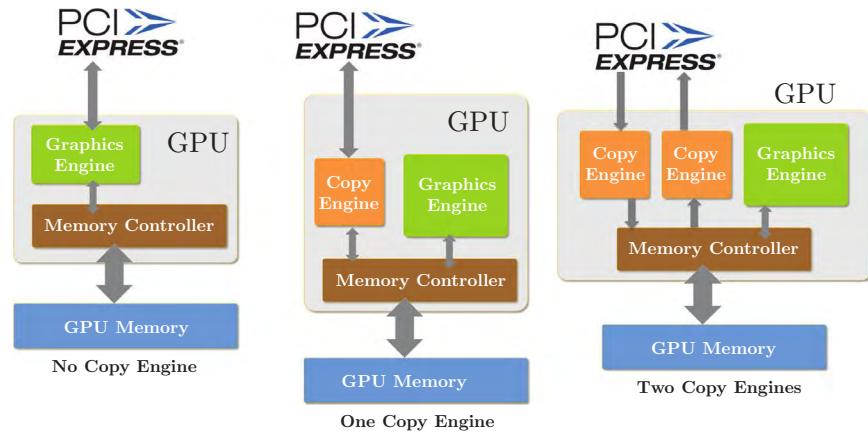 PCI
EXPRESS®
GPU
Graphics
Engine
Memory Controller
GPU Memory
No Copy Engine
PCI
EXPRESS®
GPU
Copy
Engine
Graphics
Engine
Memory Controller
GPU Memory
One Copy Engine
PCI
EXPRESS®
GPU
Copy
Engine
Copy
Engine
Graphics
Engine
Memory Controller
GPU Memory
Two Copy Engines